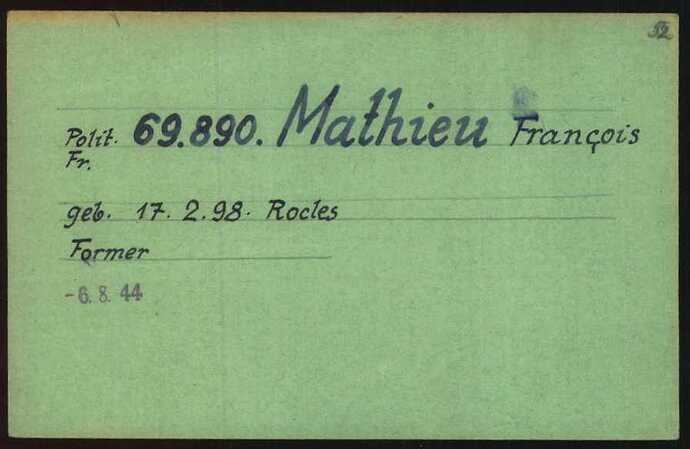 52
Polit. 69.890. Mathieu François
Fr.
geb. 17. 2. 98. Rocles
Former
- 6. 8. 44